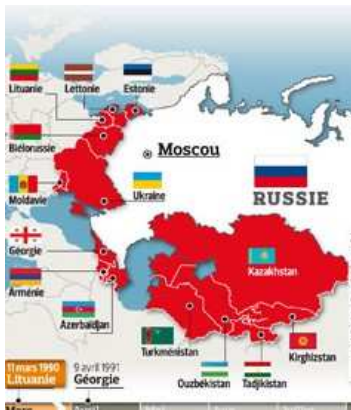 Lituanie
Lettonie
Estonie
Biélorussie
Moscou
Moldavie
Ukraine
RUSSIE
Géorgie
Kazakhstan
Arménie
Azerbaïdjan
Turkménistan
Kirghizstan
Ouzbékistan
Tadjikistan
11 mars 1990
Lituanie
9 avril 1991
Géorgie